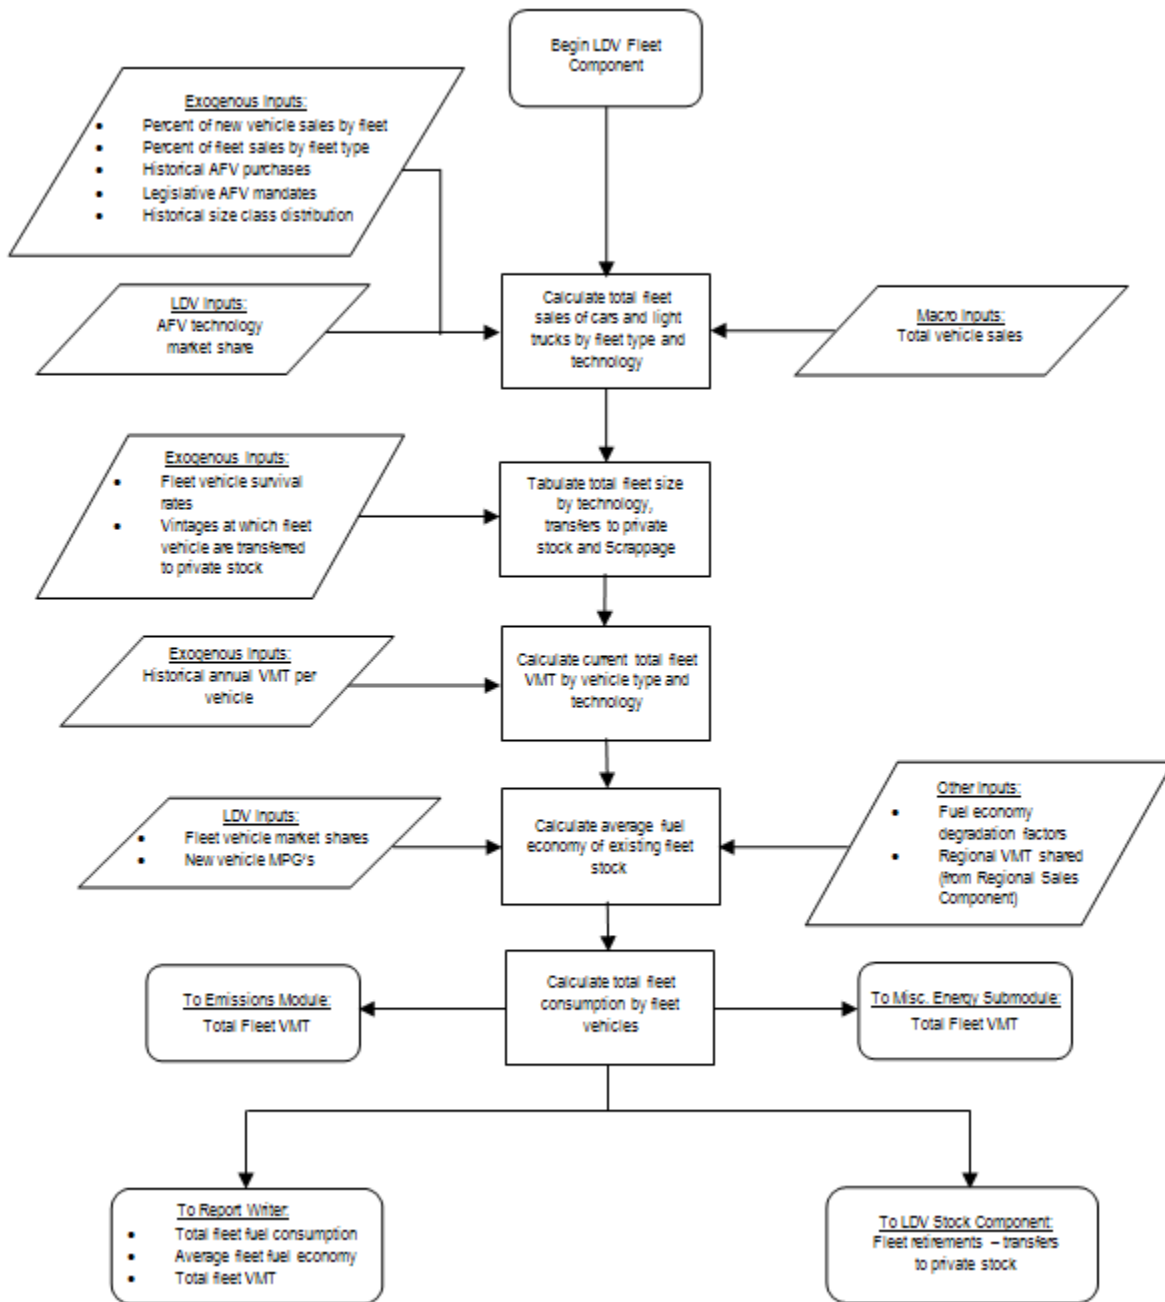 Begin LDV Fleet
Component
Exogenous Inputs:
• Percent of new vehicle sales by fleet
• Percent of fleet sales by fleet type
• Historical AFV purchases
• Legislative AFV mandates
• Historical size class distribution
LDV Inputs:
AFV technology
market share
Calculate total fleet
sales of cars and light
trucks by fleet type and
technology
Macro Inputs:
Total vehicle sales
Exogenous Inputs:
• Fleet vehicle survival
rates
• Vintages at which fleet
vehicle are transferred
to private stock
Tabulate total fleet size
by technology,
transfers to private
stock and Scrappage
Exogenous Inputs:
Historical annual VMT per
vehicle
Calculate current total fleet
VMT by vehicle type and
technology
LDV Inputs:
• Fleet vehicle market shares
• New vehicle MPG's
Calculate average fuel
economy of existing fleet
stock
Other Inputs:
• Fuel economy
degradation factors
• Regional VMT shared
(from Regional Sales
Component)
To Emissions Module:
Total Fleet VMT
Calculate total fleet
consumption by fleet
vehicles
To Misc. Energy Submodule:
Total Fleet VMT
To Report Writer:
• Total fleet fuel consumption
• Average fleet fuel economy
• Total fleet VMT
To LDV Stock Component:
Fleet retirements – transfers
to private stock